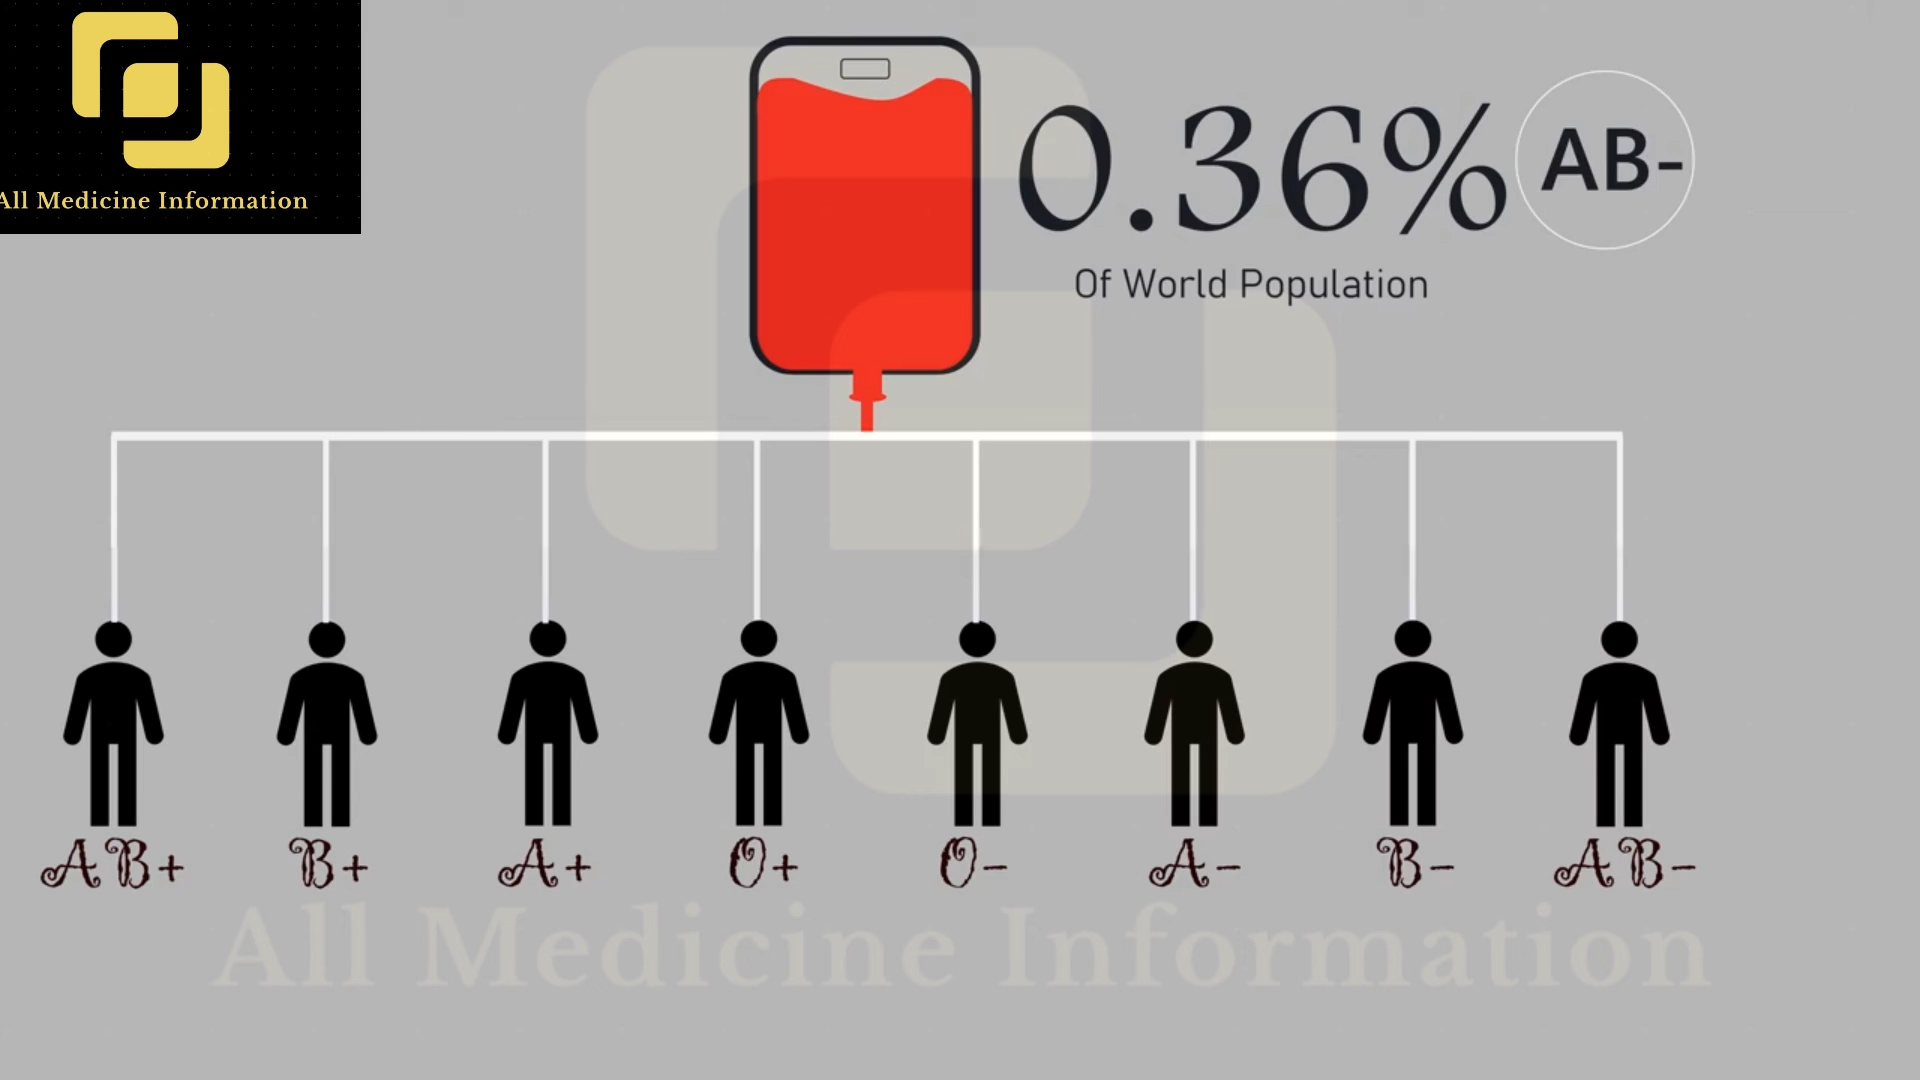 All Medicine Information
0.36%
AB-
Of World Population
AB+ B+ A+ O+ O- A- B- AB-
All Medicine Information